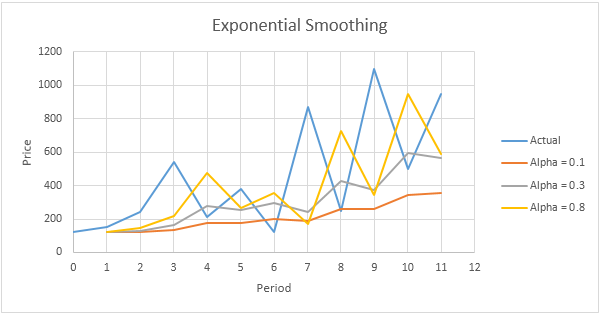 Exponential Smoothing
1200
1000
800
600
400
200
0
Price
0 1 2 3 4 5 6 7 8 9 10 11 12
Period
Actual
Alpha = 0.1
Alpha = 0.3
Alpha = 0.8